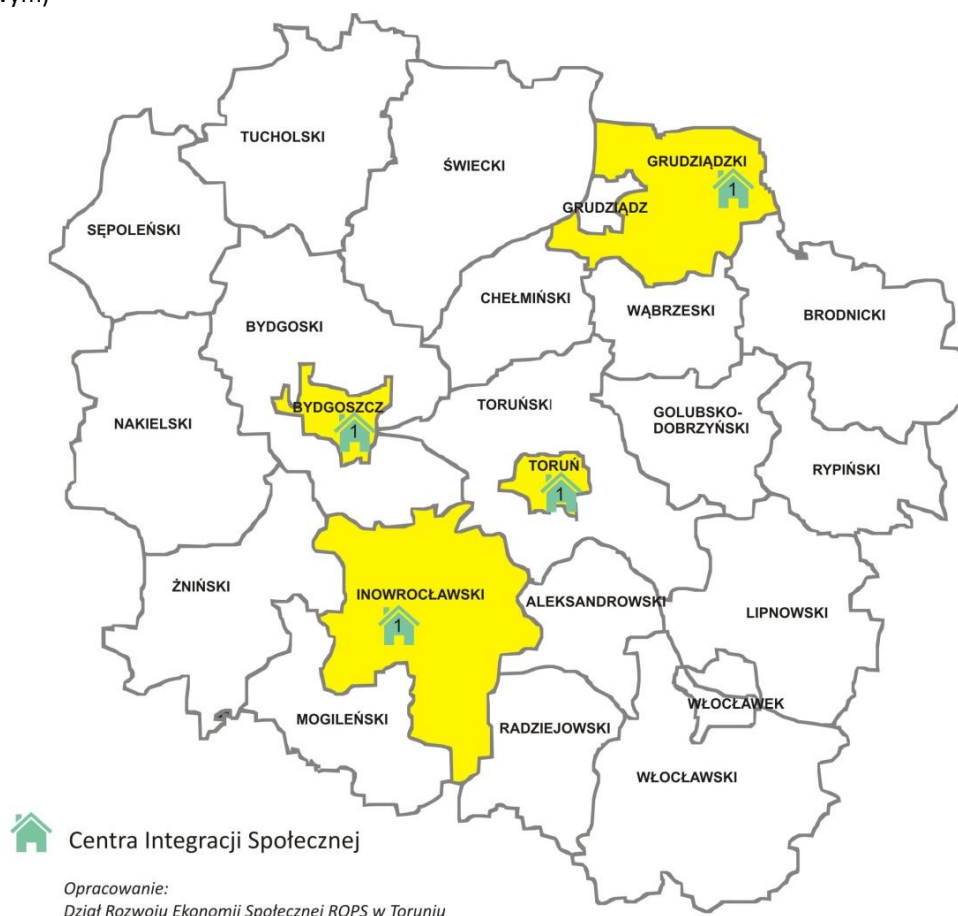 TUCHOLSKI
ŚWIECKI
GRUDZIĄDZKI
1
GRUDZIĄDZ
SĘPOLEŃSKI
CHEŁMIŃSKI
WĄBRZESKI
BRODNICKI
BYDGOSKI
BYDGOSZCZ
1
NAKIELSKI
TORUŃSKI
GOLUBSKO-
DOBRZYŃSKI
RYPIŃSKI
TORUŃ
1
ŻNIŃSKI
INOWROCŁAWSKI
1
ALEKSANDROWSKI
LIPNOWSKI
MOGILEŃSKI
RADZIEJOWSKI
WŁOCŁAWEK
WŁOCŁAWSKI
Centra Integracji Społecznej
Opracowanie:
Dział Rozwoju Ekonomii Społecznej ROPS w Toruniu